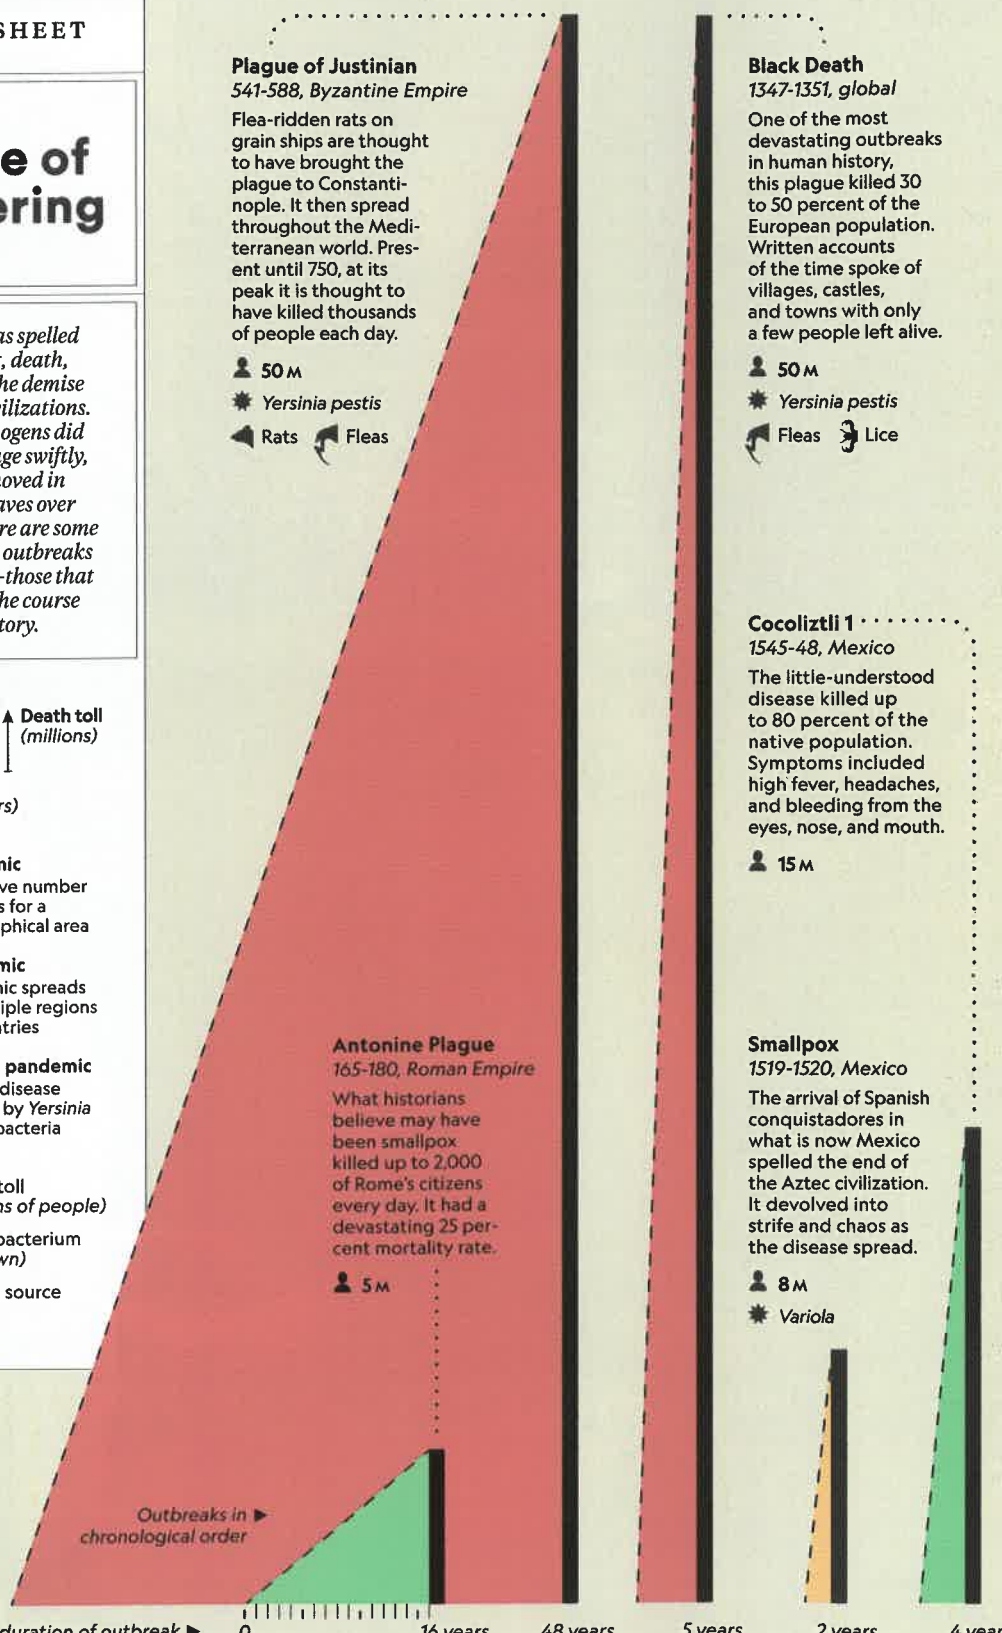 SHEET
e of
ering
as spelled
, death,
he demise
ilizations.
ogens did
ge swiftly,
oved in
aves over
re are some
outbreaks
–those that
he course
tory.
Death toll
(millions)
rs)
mic
ve number
s for a
phical area
mic
nic spreads
iple regions
tries
pandemic
disease
by Yersinia
bacteria
toll
ns of people)
bacterium
wn)
source
Plague of Justinian
541-588, Byzantine Empire
Flea-ridden rats on
grain ships are thought
to have brought the
plague to Constanti-
nople. It then spread
throughout the Medi-
terranean world. Pres-
ent until 750, at its
peak it is thought to
have killed thousands
of people each day.
50 M
Yersinia pestis
Rats Fleas
Antonine Plague
165-180, Roman Empire
What historians
believe may have
been smallpox
killed up to 2,000
of Rome's citizens
every day. It had a
devastating 25 per-
cent mortality rate.
5 M
Outbreaks in ►
chronological order
Black Death
1347-1351, global
One of the most
devastating outbreaks
in human history,
this plague killed 30
to 50 percent of the
European population.
Written accounts
of the time spoke of
villages, castles,
and towns with only
a few people left alive.
50 M
Yersinia pestis
Fleas Lice
Cocoliztli 1
1545-48, Mexico
The little-understood
disease killed up
to 80 percent of the
native population.
Symptoms included
high fever, headaches,
and bleeding from the
eyes, nose, and mouth.
15 M
Smallpox
1519-1520, Mexico
The arrival of Spanish
conquistadores in
what is now Mexico
spelled the end of
the Aztec civilization.
It devolved into
strife and chaos as
the disease spread.
8 M
Variola
duration of outbreak ► 0 16 years 48 years 5 years 2 years 4 year